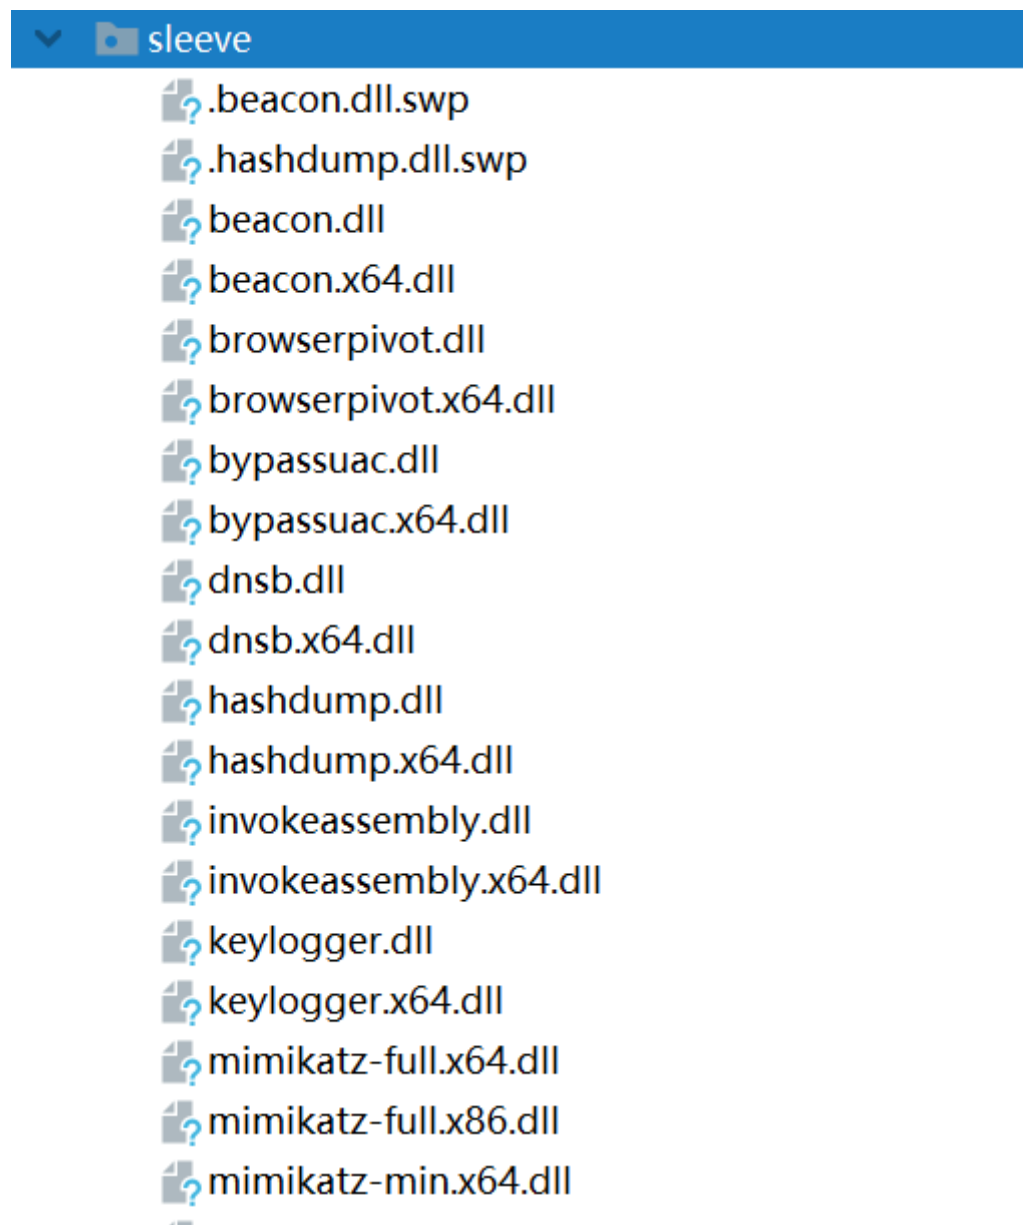 sleeve
.beacon.dll.swp
.hashdump.dll.swp
beacon.dll
beacon.x64.dll
browserpivot.dll
browserpivot.x64.dll
bypassuac.dll
bypassuac.x64.dll
dnsb.dll
dnsb.x64.dll
hashdump.dll
hashdump.x64.dll
invokeassembly.dll
invokeassembly.x64.dll
keylogger.dll
keylogger.x64.dll
mimikatz-full.x64.dll
mimikatz-full.x86.dll
mimikatz-min.x64.dll